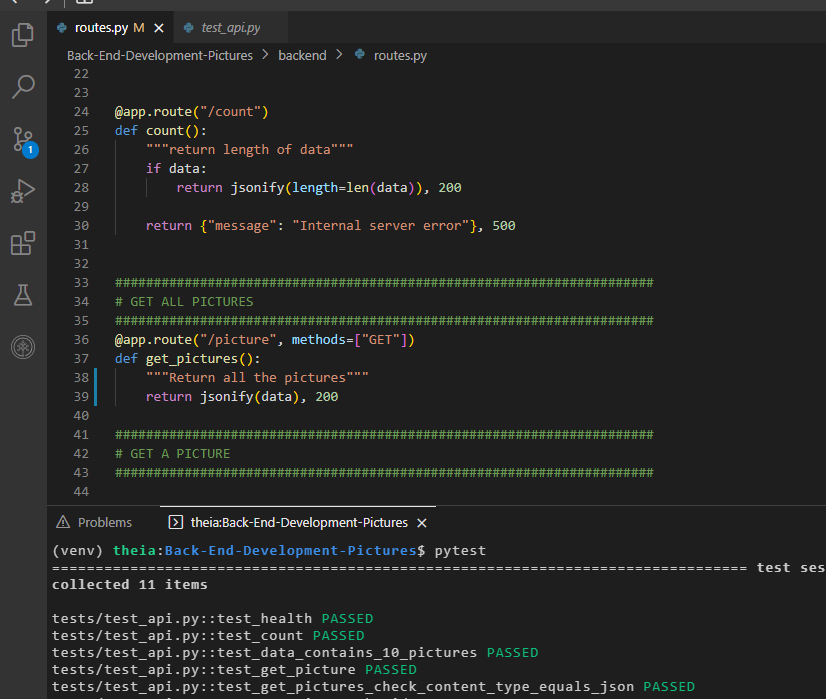 routes.py M
test_api.py
Back-End-Development-Pictures > backend > routes.py
22
23
24 @app.route("/count")
25 def count():
26 """return length of data"""
27 if data:
28 return jsonify(length=len(data)), 200
29
30 return {"message": "Internal server error"}, 500
31
32
33 ######################################################################
34 # GET ALL PICTURES
35 ######################################################################
36 @app.route("/picture", methods=["GET"])
37 def get_pictures():
38 """Return all the pictures"""
39 return jsonify(data), 200
40
41 ######################################################################
42 # GET A PICTURE
43 ######################################################################
44
1
Problems
theia:Back-End-Development-Pictures
(venv) theia:Back-End-Development-Pictures$ pytest
================================================================================ test ses
collected 11 items
tests/test_api.py::test_health PASSED
tests/test_api.py::test_count PASSED
tests/test_api.py::test_data_contains_10_pictures PASSED
tests/test_api.py::test_get_picture PASSED
tests/test_api.py::test_get_pictures_check_content_type_equals_json PASSED